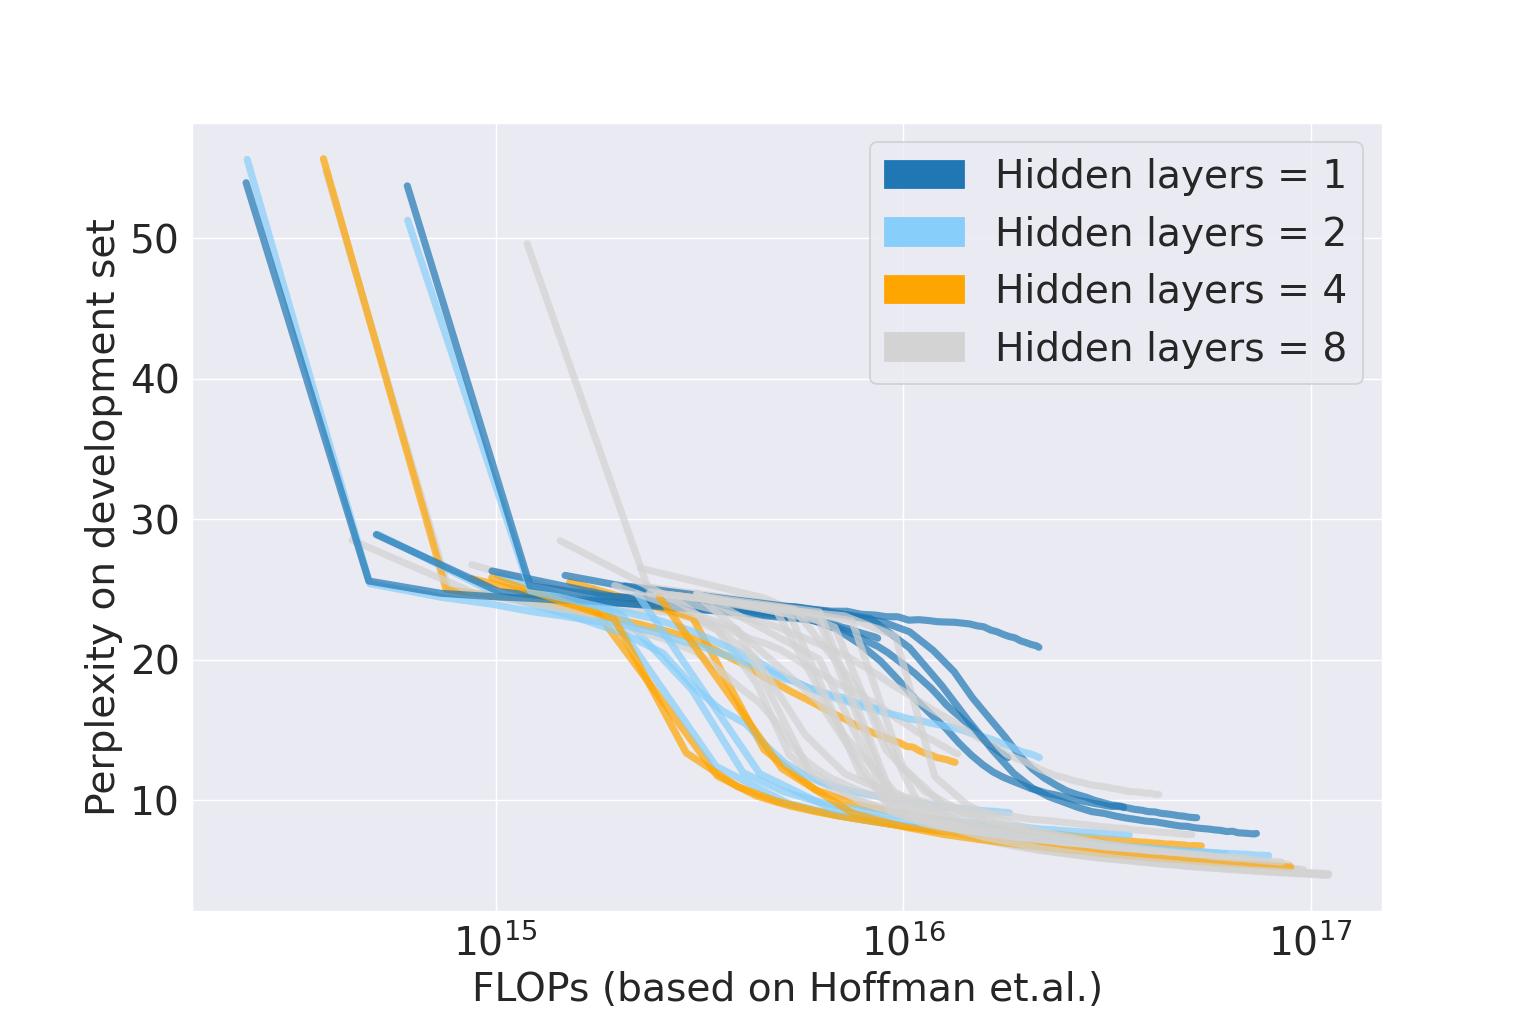 Hidden layers = 1
Hidden layers = 2
Hidden layers = 4
Hidden layers = 8
Perplexity on development set
50
40
30
20
10
10^15
10^16
10^17
FLOPs (based on Hoffman et.al.)